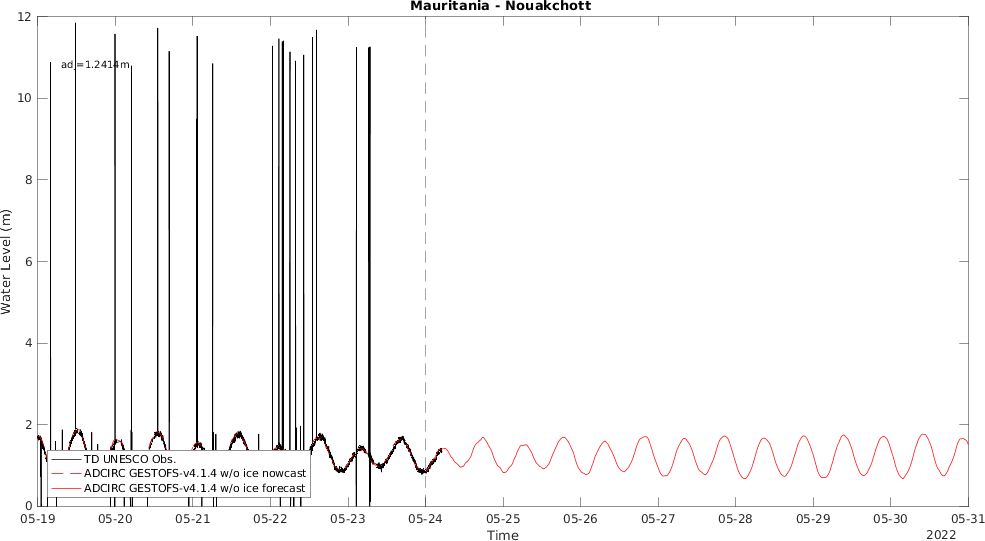 Mauritania - Nouakchott
12
10
8
6
4
2
0
Water Level (m)
adj=1.2414m
TD UNESCO Obs.
ADCIRC GESTOFS-v4.1.4 w/o ice nowcast
ADCIRC GESTOFS-v4.1.4 w/o ice forecast
05-19 05-20 05-21 05-22 05-23 05-24 05-25 05-26 05-27 05-28 05-29 05-30 05-31
Time
2022